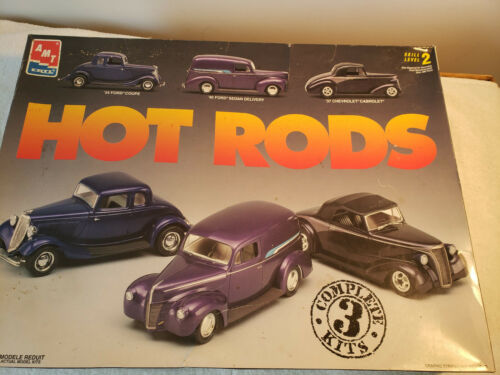 AMT
ERTL
'34 FORD COUPE
'40 FORD SEDAN DELIVERY
'37 CHEVROLET CABRIOLET
SKILL
LEVEL 2
HOT RODS
COMPLETE
3
KITS
MODELE REDUIT
ACTUAL MODEL KITS